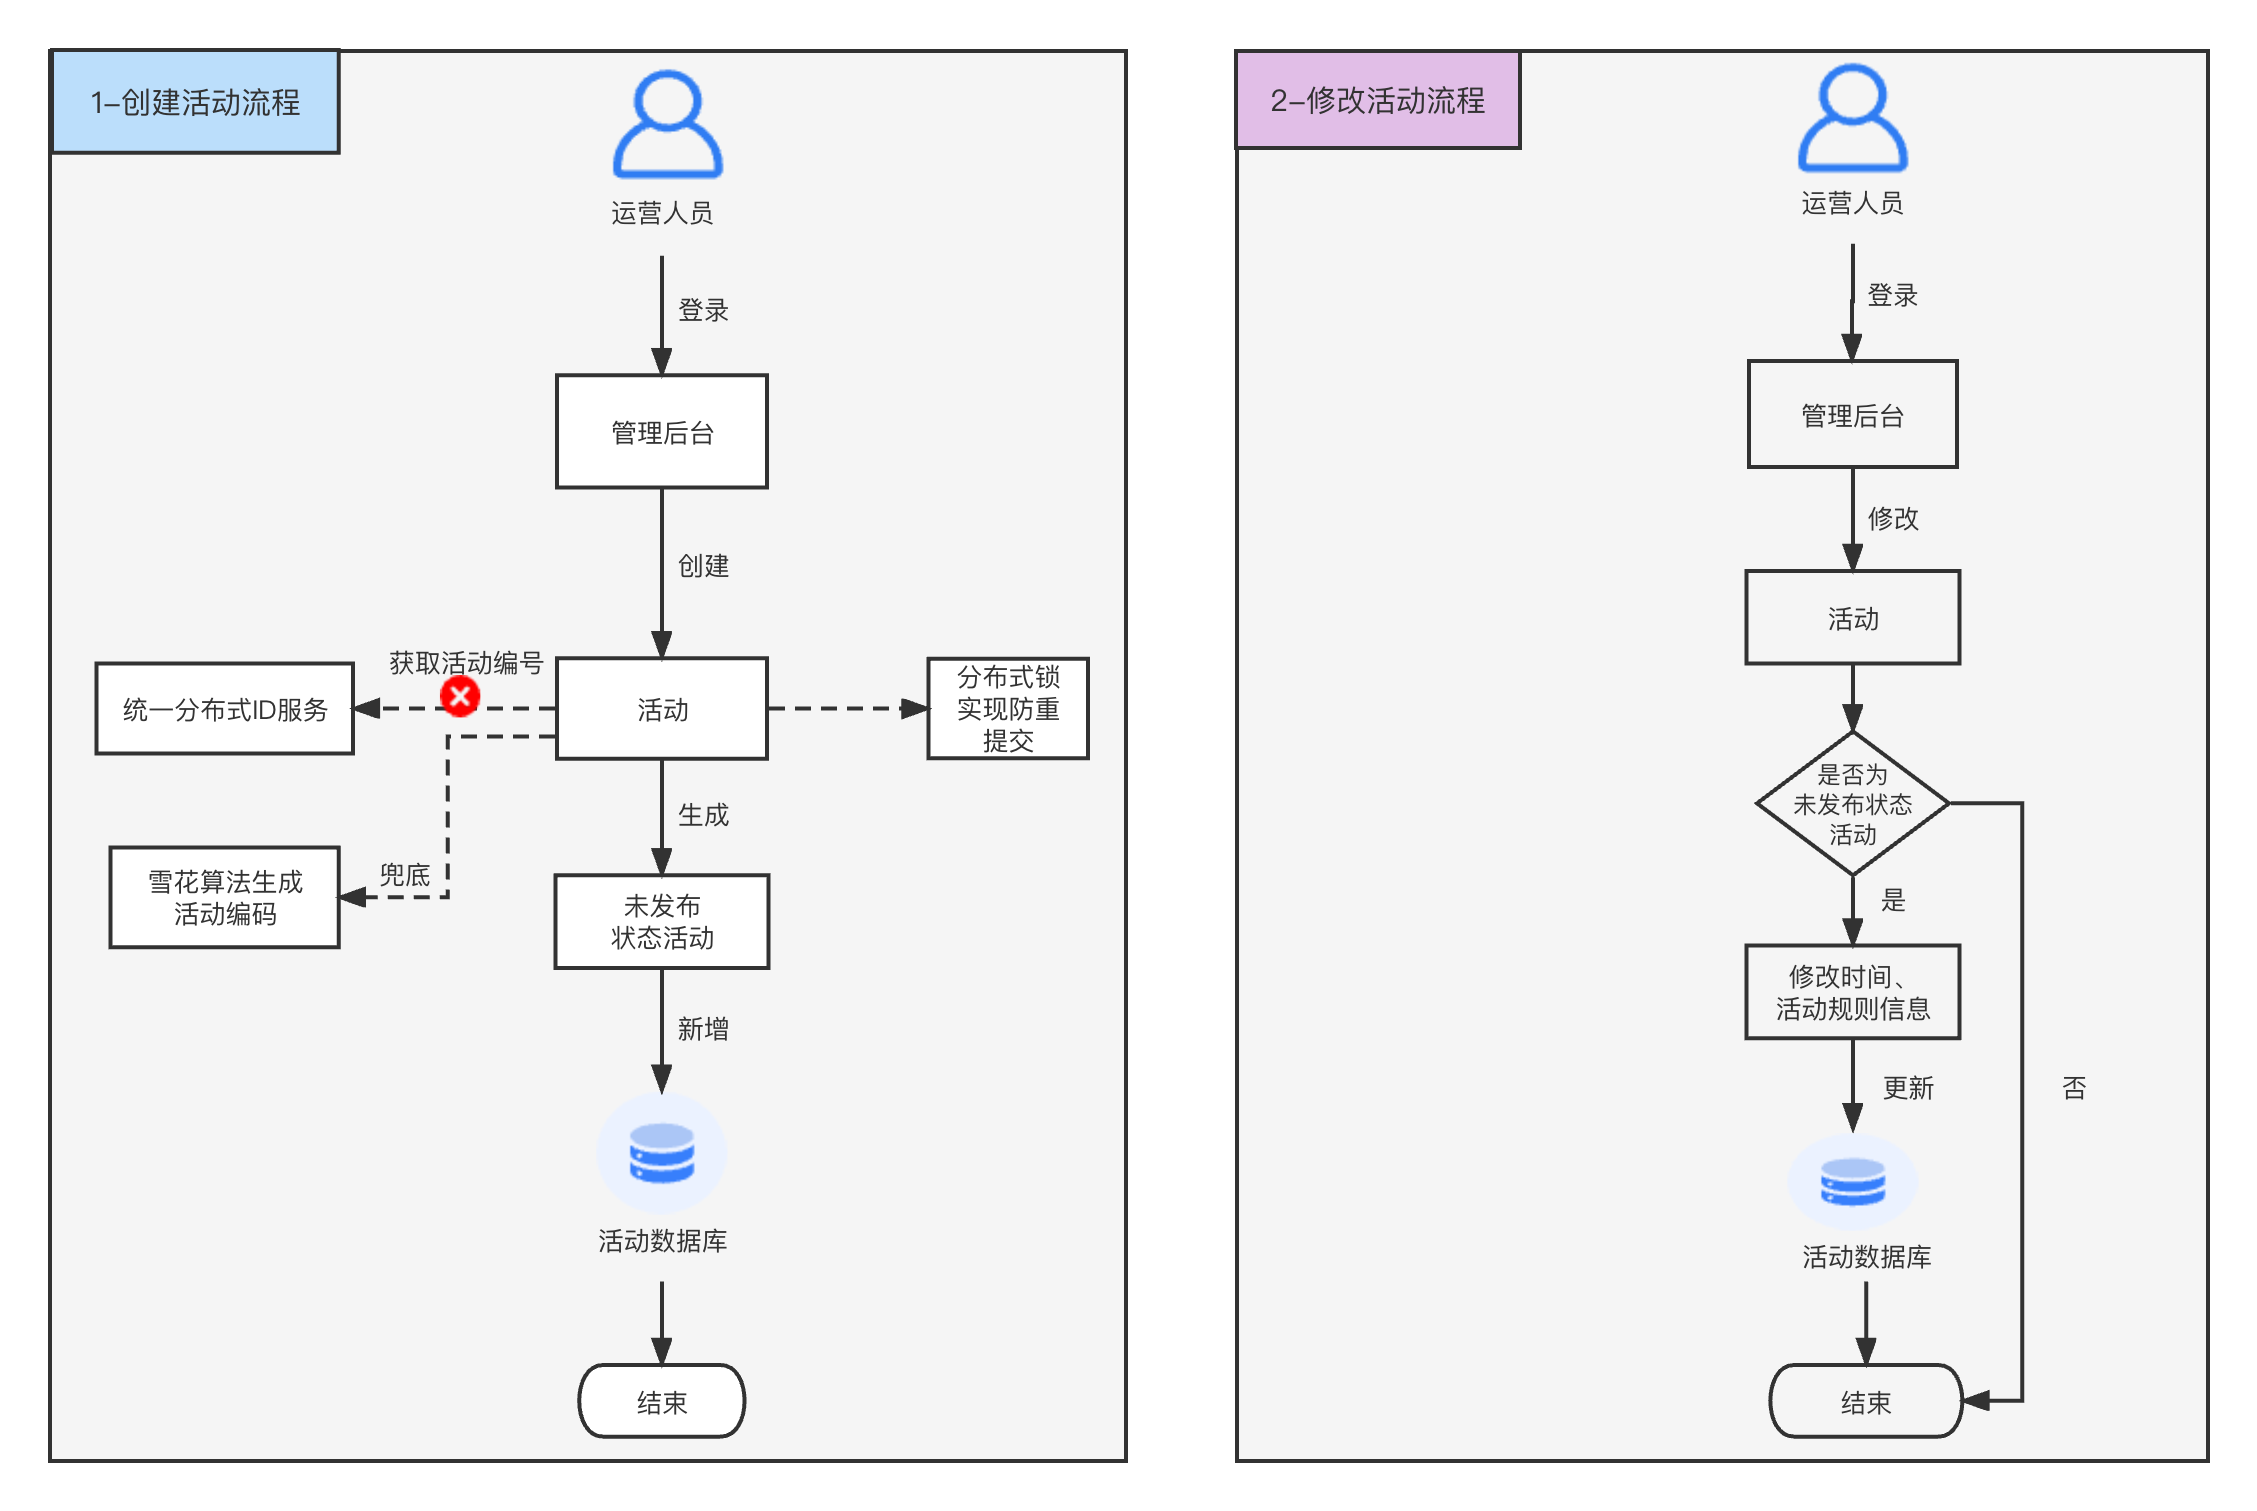 1-创建活动流程
运营人员
登录
管理后台
创建
获取活动编号
统一分布式ID服务
活动
分布式锁
实现防重
提交
生成
兜底
雪花算法生成
活动编码
未发布
状态活动
新增
活动数据库
结束
2-修改活动流程
运营人员
登录
管理后台
修改
活动
是否为
未发布状态
活动
是
修改时间、
活动规则信息
更新
否
活动数据库
结束